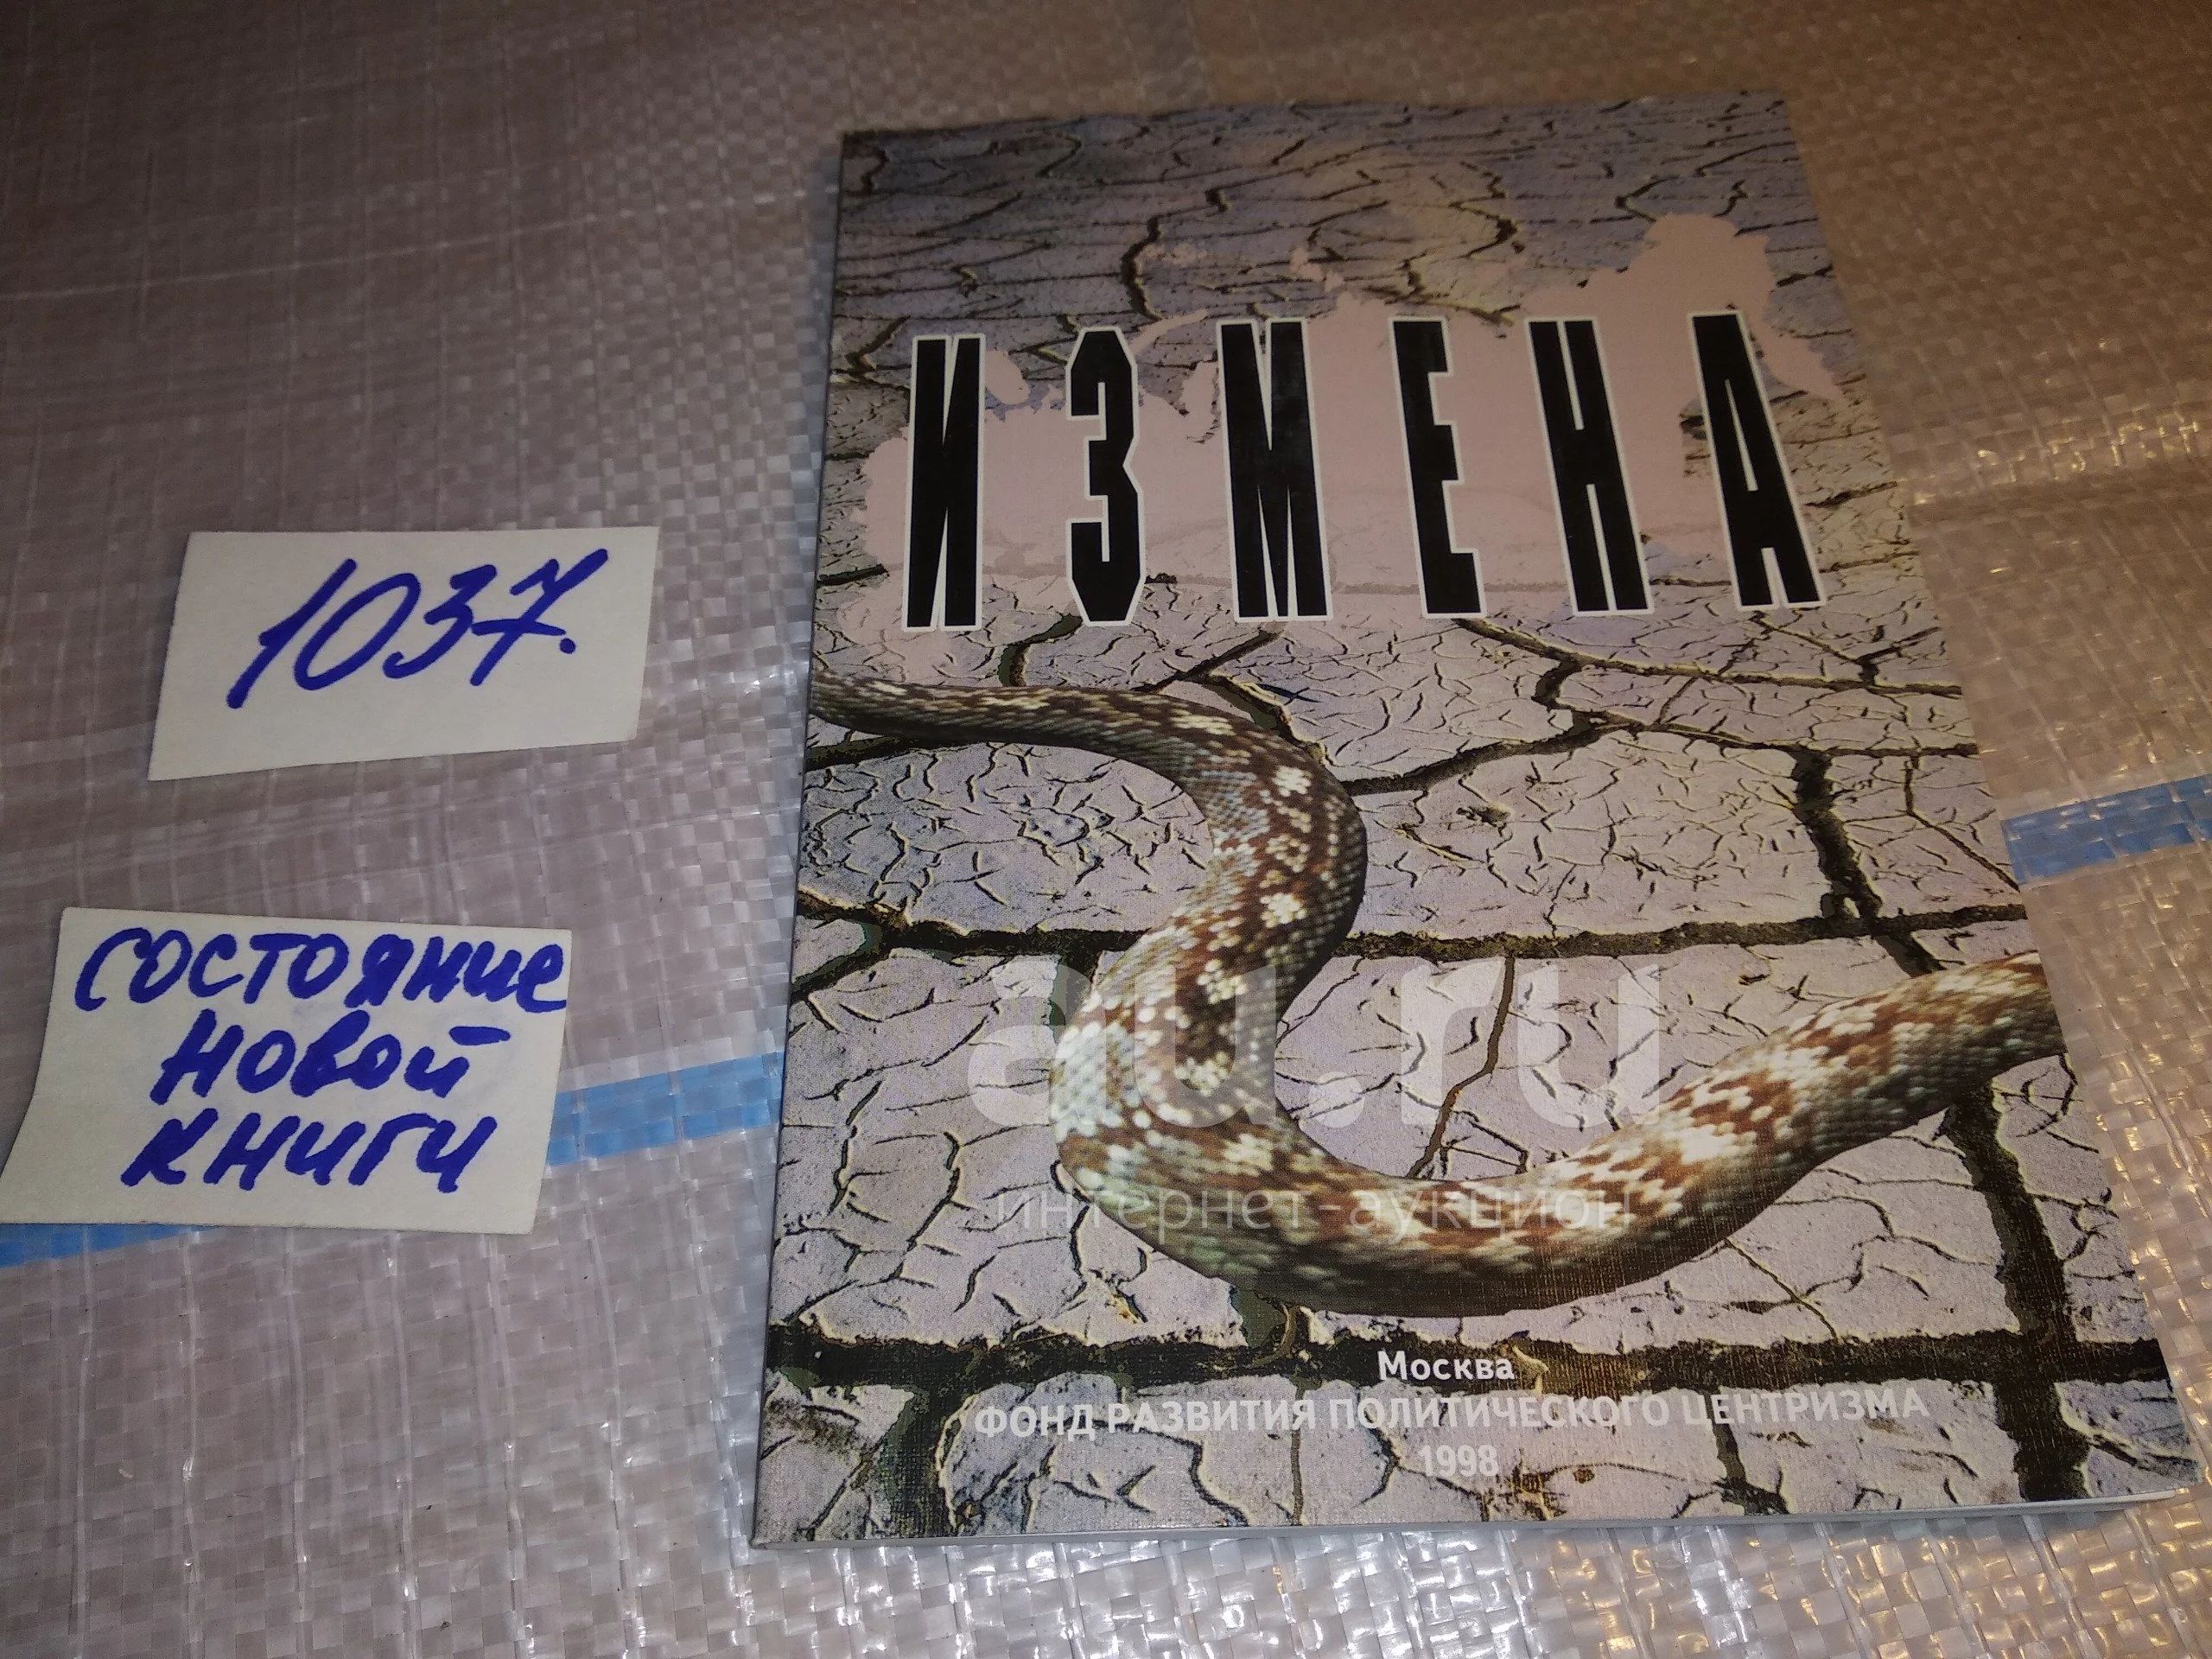 ИЗМЕНА
1037.
состояние
новой
книги
au.ru
интернет-аукцион
Москва
ФОНД РАЗВИТИЯ ПОЛИТИЧЕСКОГО ЦЕНТРИЗМА
1998